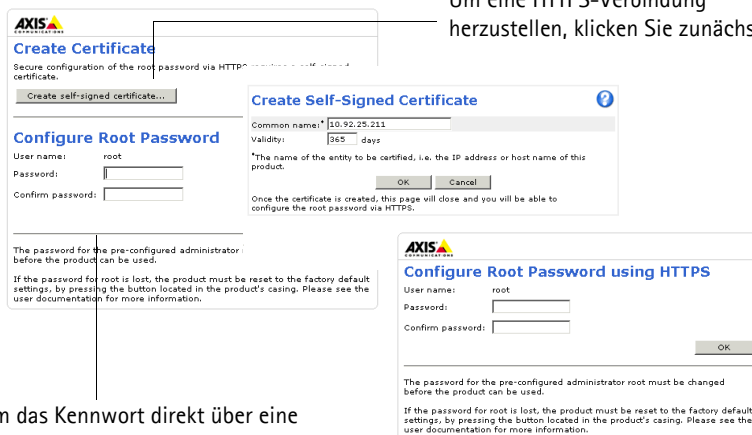 Um eine HTTPS-Verbindung
herzustellen, klicken Sie zunächs
AXIS
COMMUNICATIONS
Create Certificate
Secure configuration of the root password via HTTPS requires a self-signed
certificate.
Create self-signed certificate...
Configure Root Password
User name: root
Password:
Confirm password:
The password for the pre-configured administrator
before the product can be used.
If the password for root is lost, the product must be reset to the factory default
settings, by pressing the button located in the product's casing. Please see the
user documentation for more information.
Create Self-Signed Certificate
Common name:* 10.92.25.211
Validity: 365 days
*The name of the entity to be certified, i.e. the IP address or host name of this
product.
OK Cancel
Once the certificate is created, this page will close and you will be able to
configure the root password via HTTPS.
AXIS
COMMUNICATIONS
Configure Root Password using HTTPS
User name: root
Password:
Confirm password:
OK
The password for the pre-configured administrator root must be changed
before the product can be used.
If the password for root is lost, the product must be reset to the factory default
settings, by pressing the button located in the product's casing. Please see the
user documentation for more information.
m das Kennwort direkt über eine